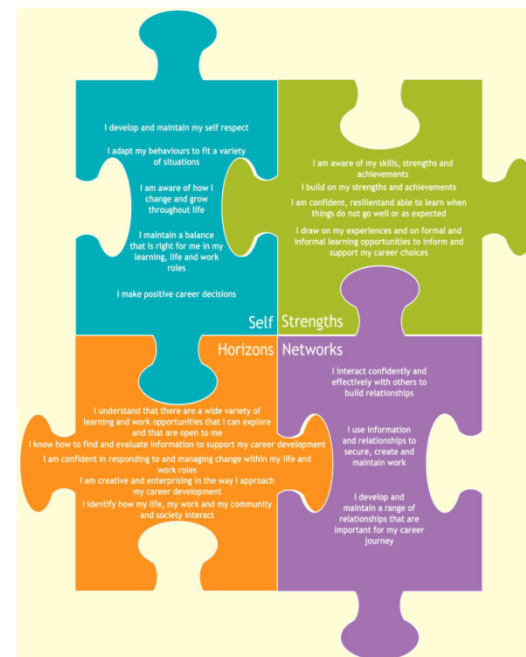 I develop and maintain my self respect
I adapt my behaviours to fit a variety
of situations
I am aware of how I
change and grow
throughout life
I maintain a balance
that is right for me in my
learning, life and work
roles
I make positive career decisions
Self
I am aware of my skills, strengths and
achievements
I build on my strengths and achievements
I am confident, resilientand able to learn when
things do not go well or as expected
I draw on my experiences and on formal and
informal learning opportunities to inform and
support my career choices
Strengths
Horizons
I understand that there are a wide variety of
learning and work opportunities that I can explore
and that are open to me
I know how to find and evaluate information to support my career development
I am confident in responding to and managing change within my life and
work roles
I am creative and enterprising in the way I approach
my career development
I identify how my life, my work and my community
and society interact
Networks
I interact confidently and
effectively with others to
build relationships
I use information
and relationships to
secure, create and
maintain work
I develop and
maintain a range of
relationships that are
important for my career
journey